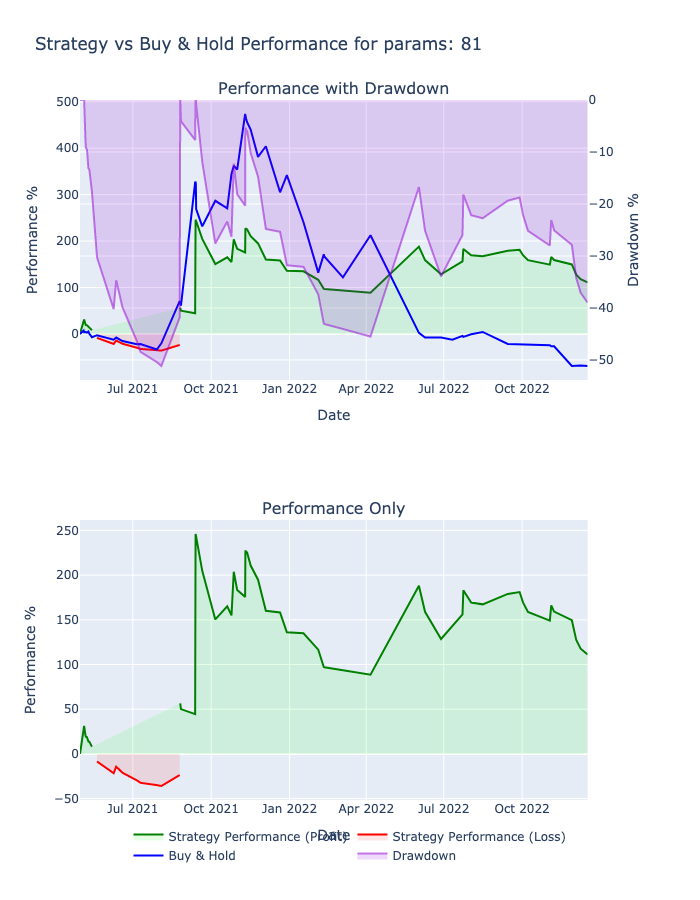 Strategy vs Buy & Hold Performance for params: 81
Performance with Drawdown
500
400
300
200
100
0
Performance %
0
−10
−20
−30
−40
−50
Drawdown %
Jul 2021 Oct 2021 Jan 2022 Apr 2022 Jul 2022 Oct 2022
Date
Performance Only
250
200
150
100
50
0
−50
Performance %
Jul 2021 Oct 2021 Jan 2022 Apr 2022 Jul 2022 Oct 2022
Date
Strategy Performance (Profit) Strategy Performance (Loss)
Buy & Hold Drawdown